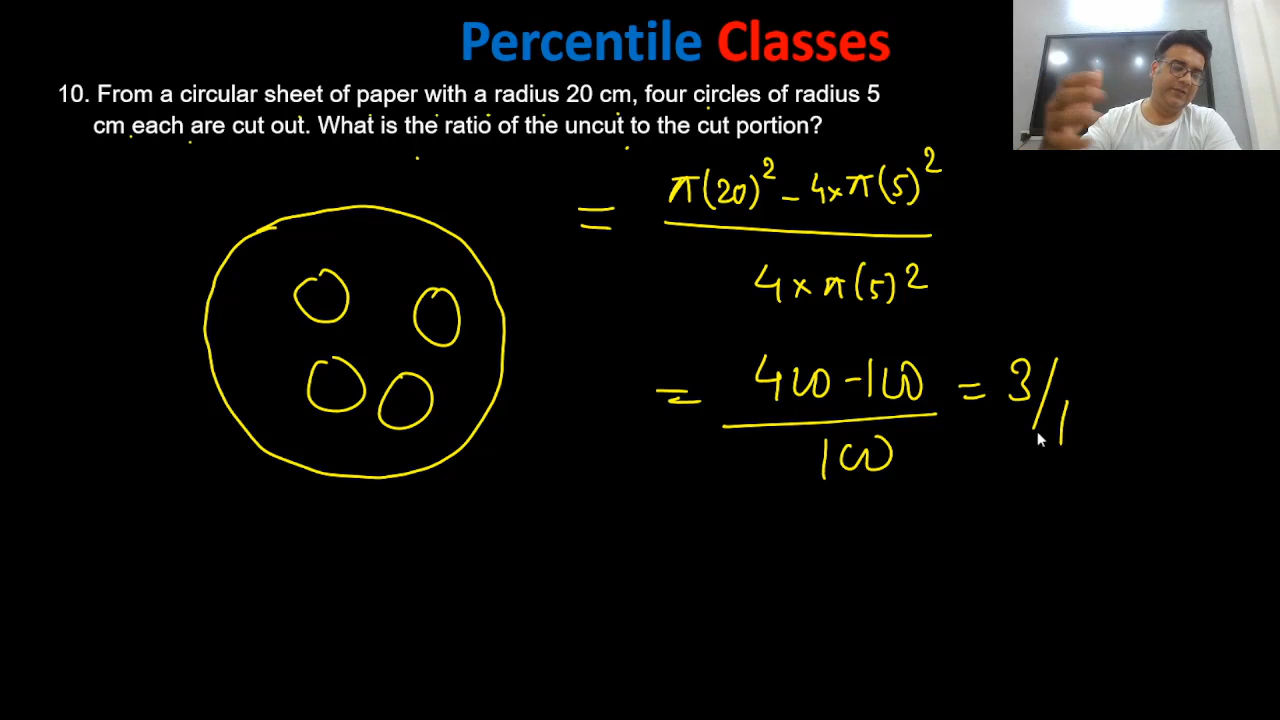 Percentile Classes
10. From a circular sheet of paper with a radius 20 cm, four circles of radius 5
cm each are cut out. What is the ratio of the uncut to the cut portion?
= π(20)² - 4×π(5)²
4×π(5)²
= 400-100 = 3/1
100